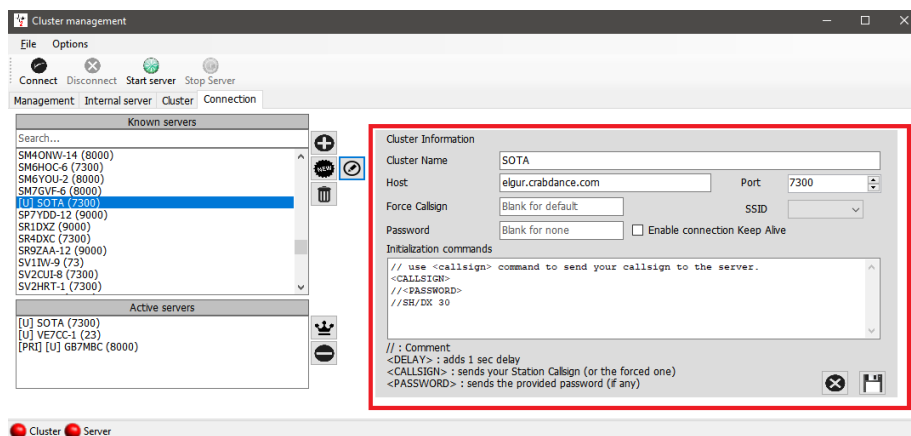 Cluster management
File Options
Connect Disconnect Start server Stop Server
Management Internal server Cluster Connection
Known servers
Search...
SM4ONW-14 (8000)
SM6HOC-6 (7300)
SM6YOU-2 (8000)
SM7GVF-6 (8000)
[U] SOTA (7300)
SP7YDD-12 (9000)
SR1DXZ (9000)
SR4DXC (7300)
SR9ZAA-12 (9000)
SV1IW-9 (73)
SV2CUI-8 (7300)
SV2HRT-1 (7300)
NEW
Active servers
[U] SOTA (7300)
[U] VE7CC-1 (23)
[PRI] [U] GB7MBC (8000)
Cluster Information
Cluster Name SOTA
Host elgur.crabdance.com Port 7300
Force Callsign Blank for default SSID
Password Blank for none Enable connection Keep Alive
Initialization commands
// use <callsign> command to send your callsign to the server.
<CALLSIGN>
//<PASSWORD>
//SH/DX 30
// : Comment
<DELAY> : adds 1 sec delay
<CALLSIGN> : sends your Station Callsign (or the forced one)
<PASSWORD> : sends the provided password (if any)
Cluster Server